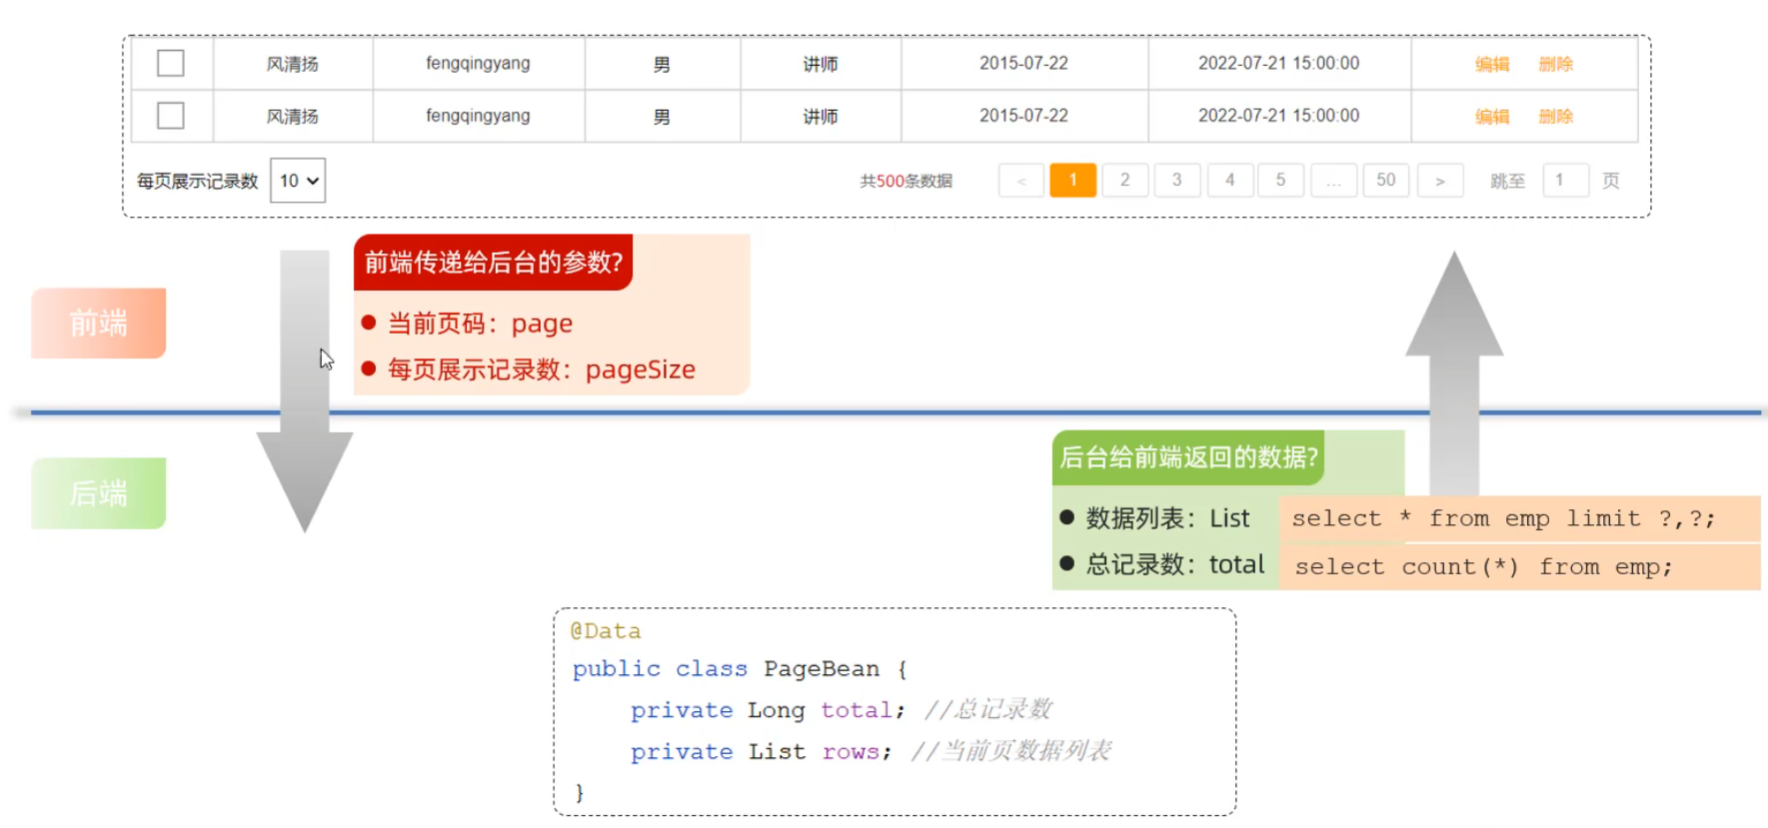 风清扬 fengqingyang 男 讲师 2015-07-22 2022-07-21 15:00:00 编辑 删除
风清扬 fengqingyang 男 讲师 2015-07-22 2022-07-21 15:00:00 编辑 删除
每页展示记录数 10 共500条数据 < 1 2 3 4 5 ... 50 > 跳至 1 页
前端传递给后台的参数?
前端
当前页码：page
每页展示记录数：pageSize
后端
后台给前端返回的数据?
数据列表：List select * from emp limit ?,?;
总记录数：total select count(*) from emp;
@Data
public class PageBean {
private Long total; //总记录数
private List rows; //当前页数据列表
}